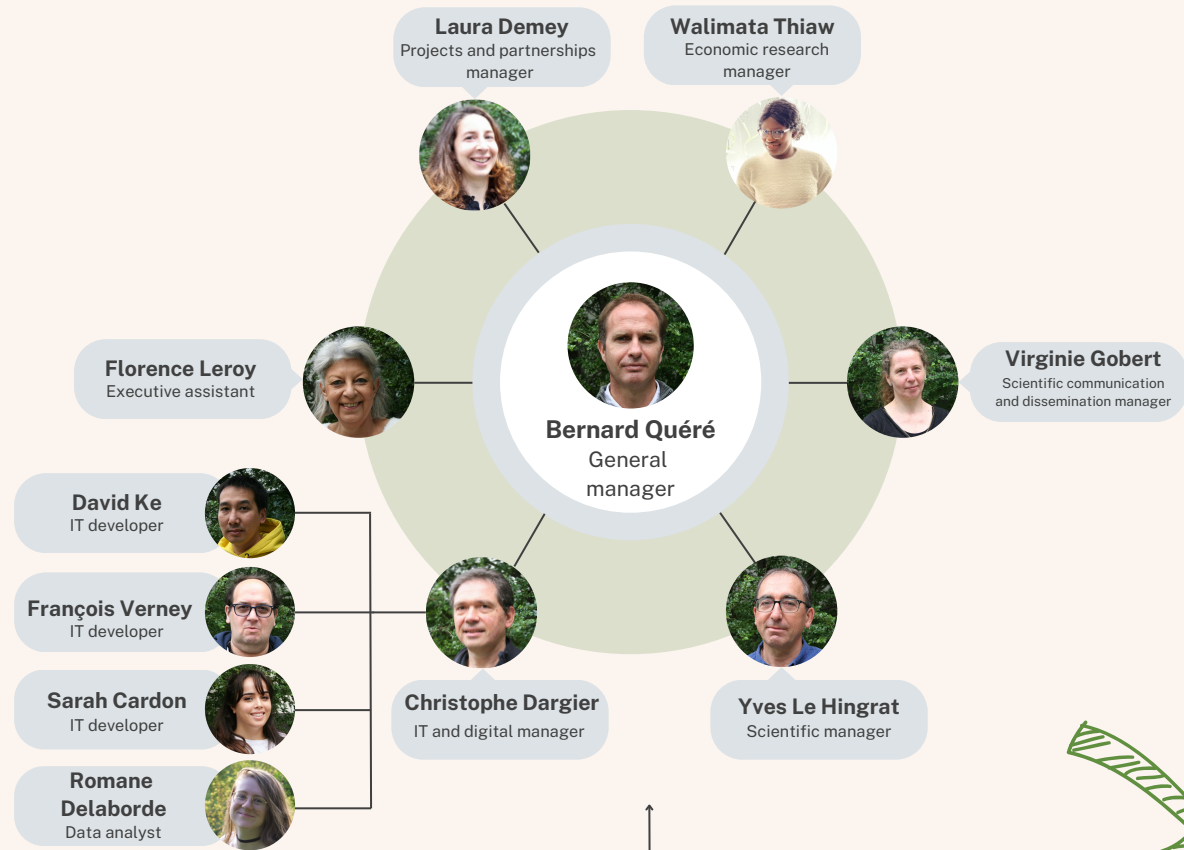 Laura Demey
Projects and partnerships
manager
Walimata Thiaw
Economic research
manager
Florence Leroy
Executive assistant
Bernard Quéré
General
manager
Virginie Gobert
Scientific communication
and dissemination manager
David Ke
IT developer
François Verney
IT developer
Sarah Cardon
IT developer
Romane
Delaborde
Data analyst
Christophe Dargier
IT and digital manager
Yves Le Hingrat
Scientific manager